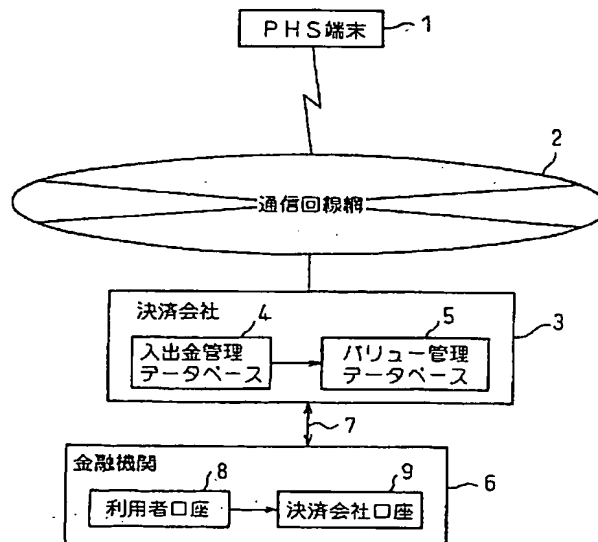 PHS端末
1
2
通信回線網
決済会社
3
4
5
入出金管理
データベース
バリュー管理
データベース
7
金融機関
6
8
9
利用者口座
決済会社口座